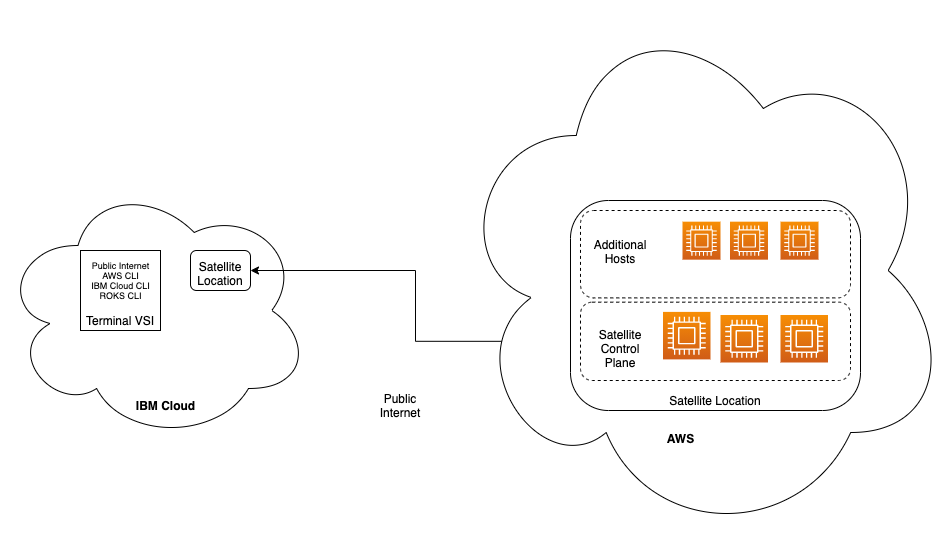 Public Internet
AWS CLI
IBM Cloud CLI
ROKS CLI
Terminal VSI
Satellite
Location
IBM Cloud
Public
Internet
Additional
Hosts
Satellite
Control
Plane
Satellite Location
AWS